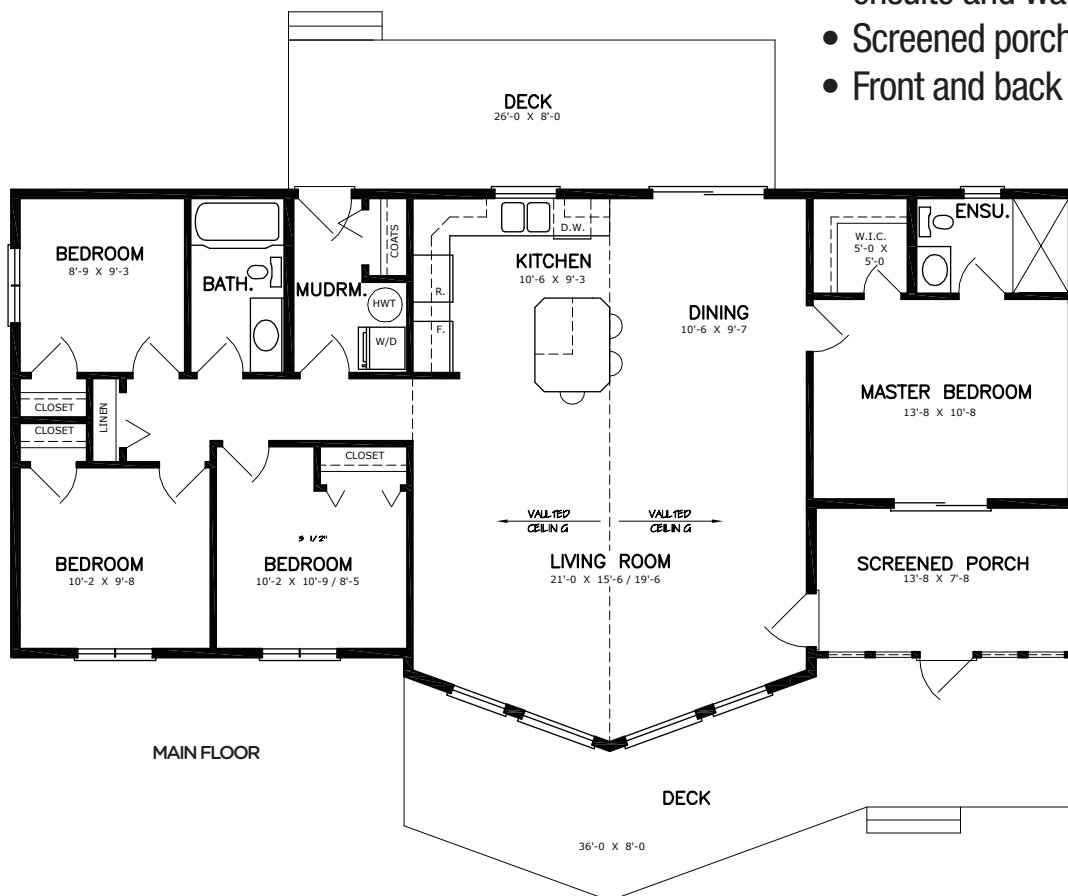 ensuite and wa
• Screened porch
• Front and back
DECK
26'-0 X 8'-0
BEDROOM
8'-9 X 9'-3
BATH.
MUDRM.
COATS
HWT
W/D
R.
F.
D.W.
KITCHEN
10'-6 X 9'-3
DINING
10'-6 X 9'-7
W.I.C.
5'-0 X
5'-0
ENSU.
MASTER BEDROOM
13'-8 X 10'-8
CLOSET
CLOSET
LINEN
CLOSET
BEDROOM
10'-2 X 9'-8
9 1/2"
BEDROOM
10'-2 X 10'-9 / 8'-5
VAULTED
CEILING
VAULTED
CEILING
LIVING ROOM
21'-0 X 15'-6 / 19'-6
SCREENED PORCH
13'-8 X 7'-8
MAIN FLOOR
DECK
36'-0 X 8'-0